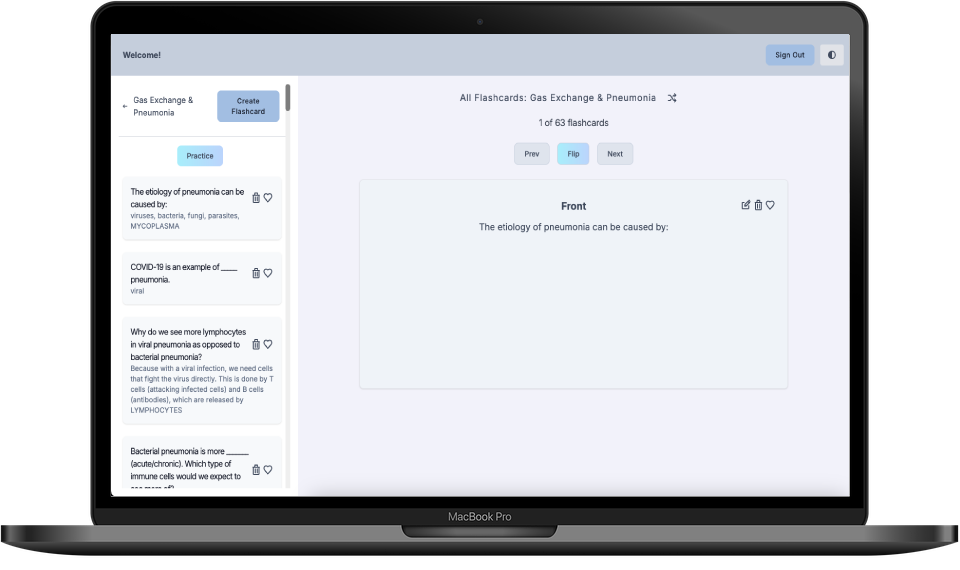 Welcome!
Sign Out
← Gas Exchange &
Pneumonia
Create
Flashcard
Practice
The etiology of pneumonia can be
caused by:
viruses, bacteria, fungi, parasites,
MYCOPLASMA
COVID-19 is an example of ____
pneumonia.
viral
Why do we see more lymphocytes
in viral pneumonia as opposed to
bacterial pneumonia?
Because with a viral infection, we need cells
that fight the virus directly. This is done by T
cells (attacking infected cells) and B cells
(antibodies), which are released by
LYMPHOCYTES
Bacterial pneumonia is more ______
(acute/chronic). Which type of
immune cells would we expect to
see more of?
All Flashcards: Gas Exchange & Pneumonia
1 of 63 flashcards
Prev
Flip
Next
Front
The etiology of pneumonia can be caused by:
MacBook Pro